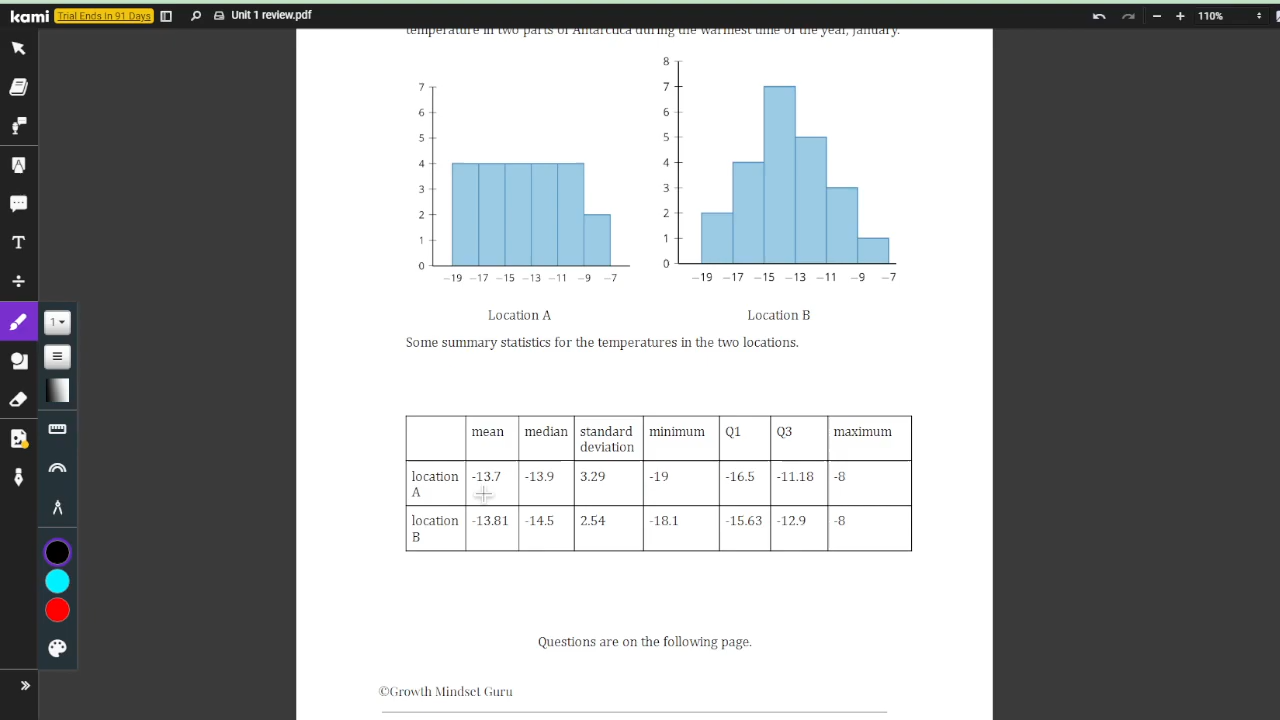 kami Trial Ends In 91 Days Unit 1 review.pdf 110%
temperature in two parts of Antarctica during the warmest time of the year, January.
8
7
6
5
4
3
2
1
0
−19 −17 −15 −13 −11 −9 −7
Location A
7
6
5
4
3
2
1
0
−19 −17 −15 −13 −11 −9 −7
Location B
Some summary statistics for the temperatures in the two locations.
mean median standard deviation minimum Q1 Q3 maximum
location A -13.7 -13.9 3.29 -19 -16.5 -11.18 -8
location B -13.81 -14.5 2.54 -18.1 -15.63 -12.9 -8
Questions are on the following page.
©Growth Mindset Guru
A
T
1